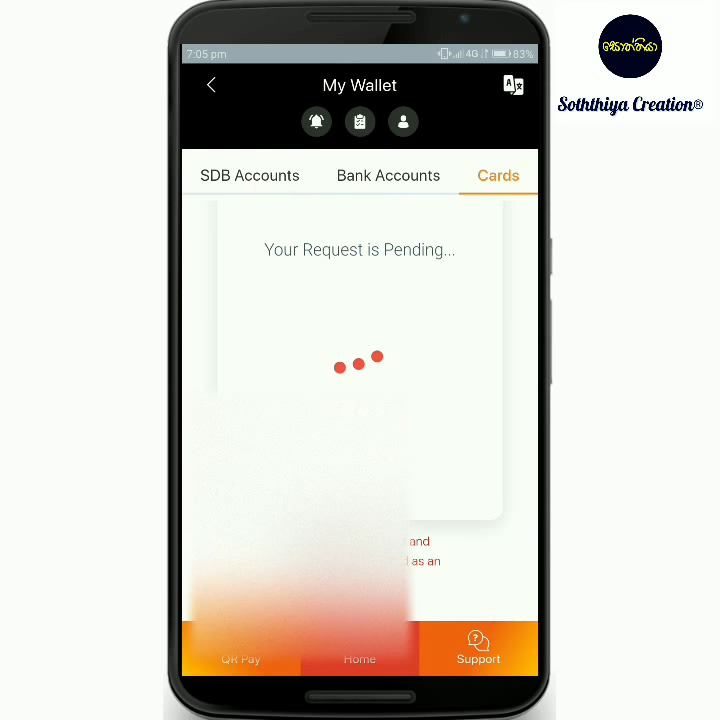 7:05 pm
4G
83%
සොත්තියා
Soththiya Creation®
My Wallet
SDB Accounts
Bank Accounts
Cards
Your Request is Pending...
and
as an
QR Pay
Home
Support